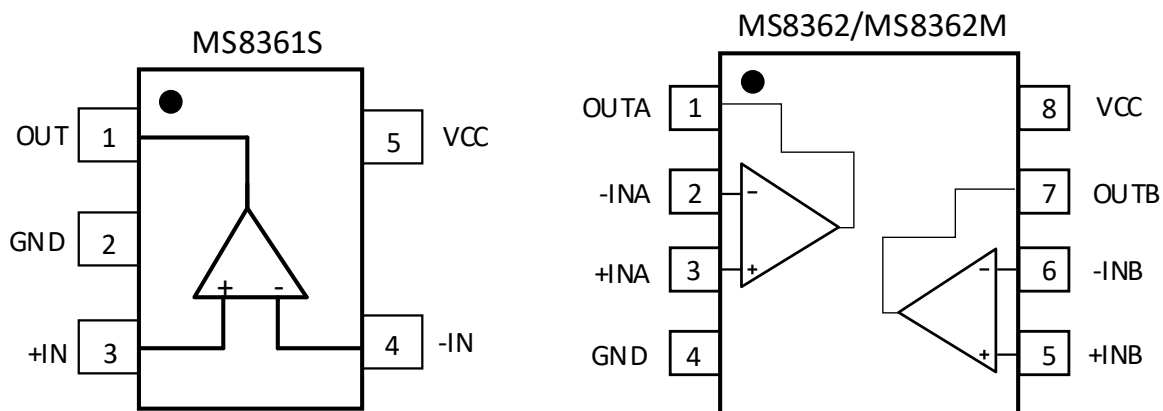 MS8361S
OUT 1 5 VCC
GND 2
+IN 3 4 -IN
+ -
MS8362/MS8362M
OUTA 1 8 VCC
-INA 2 - 7 OUTB
+INA 3 + - 6 -INB
GND 4 + 5 +INB